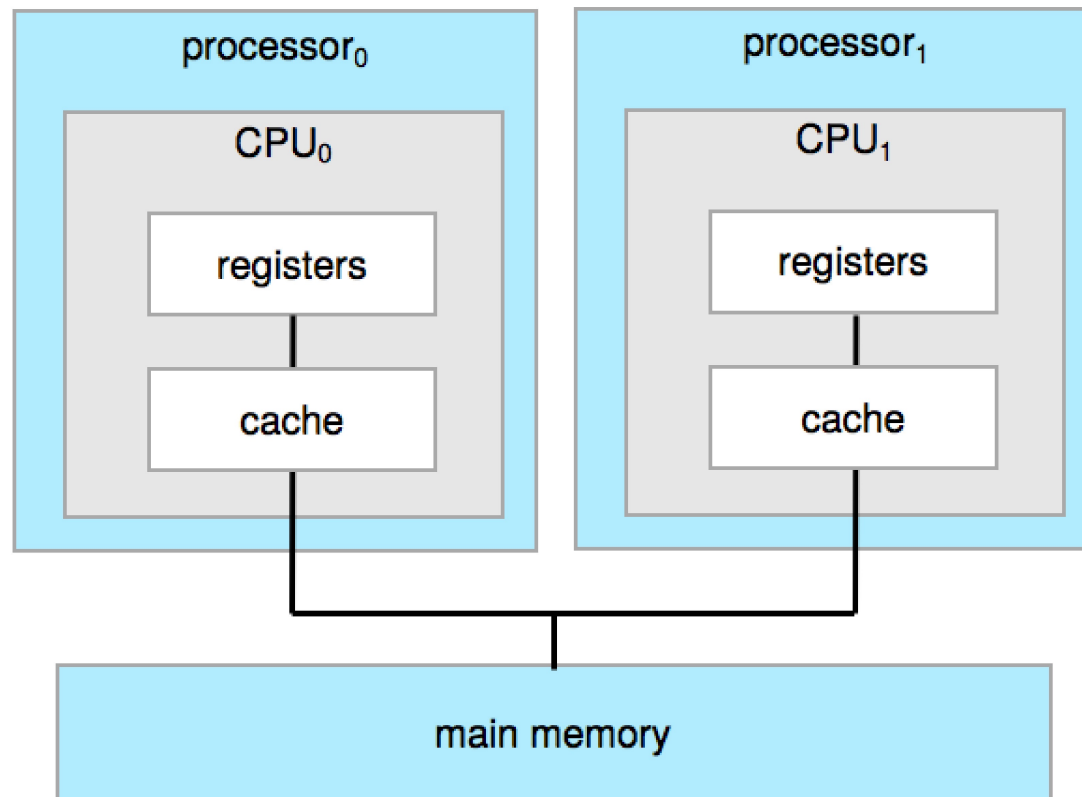 processor₀
CPU₀
registers
cache
processor₁
CPU₁
registers
cache
main memory